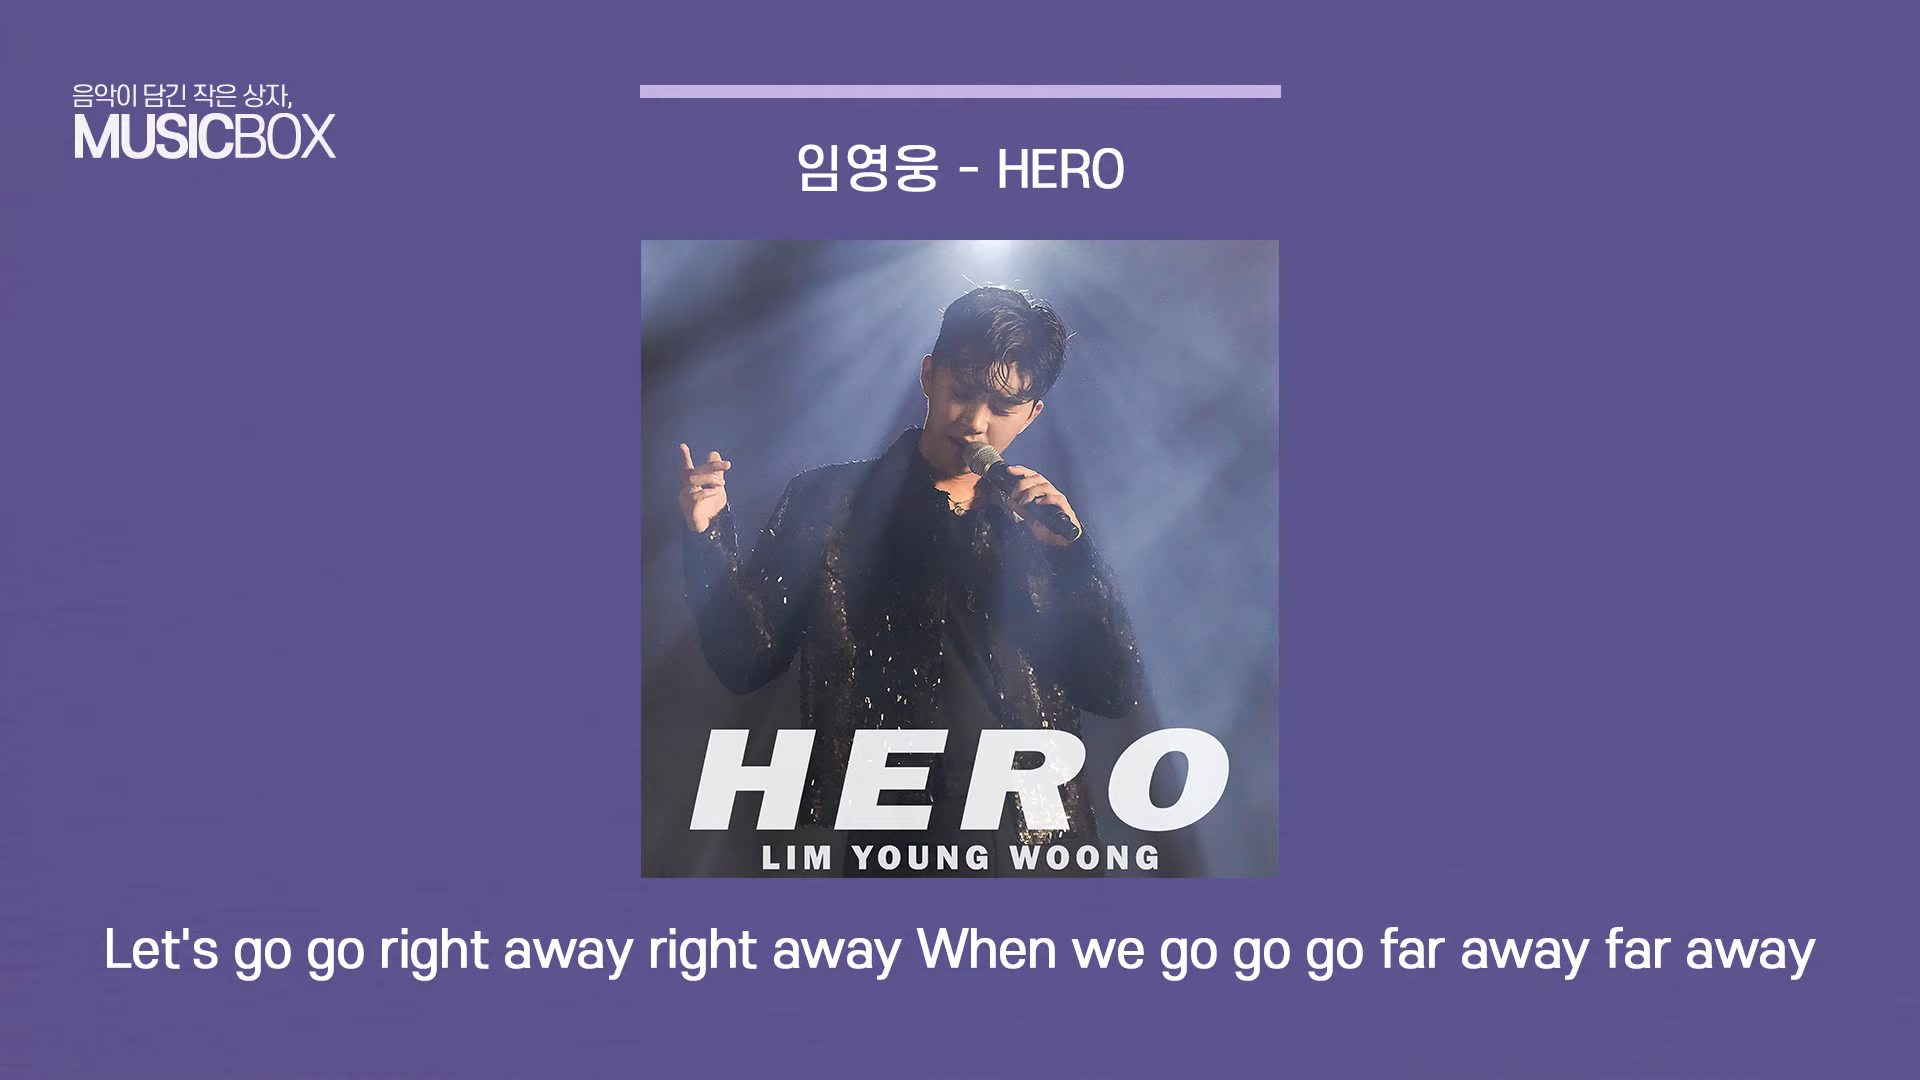 음악이 담긴 작은 상자,
MUSICBOX
임영웅 - HERO
HERO
LIM YOUNG WOONG
Let's go go right away right away When we go go go far away far away